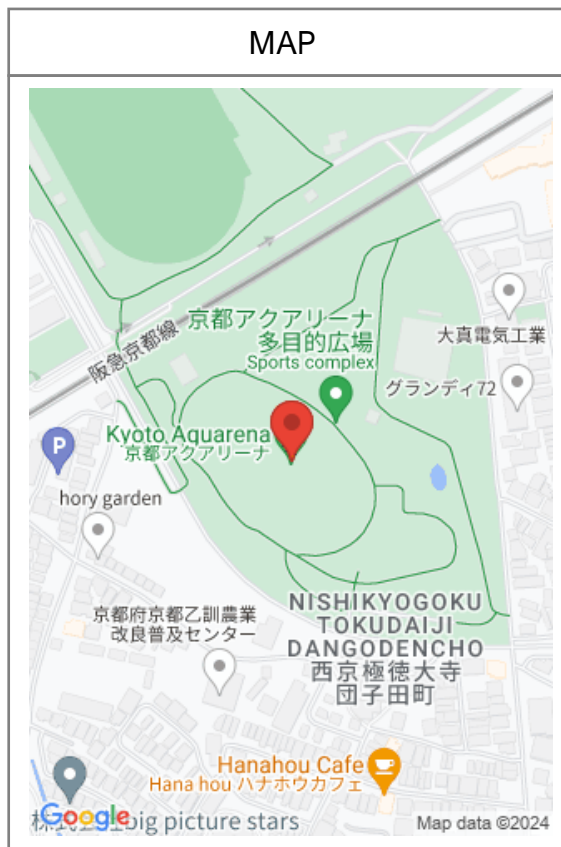 MAP
阪急京都線
京都アクアリーナ
多目的広場
Sports complex
大真電気工業
グランディ72
Kyoto Aquarena
京都アクアリーナ
P
hory garden
京都府京都乙訓農業
改良普及センター
NISHIKYOGOKU
TOKUDAIJI
DANGODENCHO
西京極徳大寺
団子田町
Hanahou Cafe
Hana hou ハナホウカフェ
Google
big picture stars
Map data ©2024